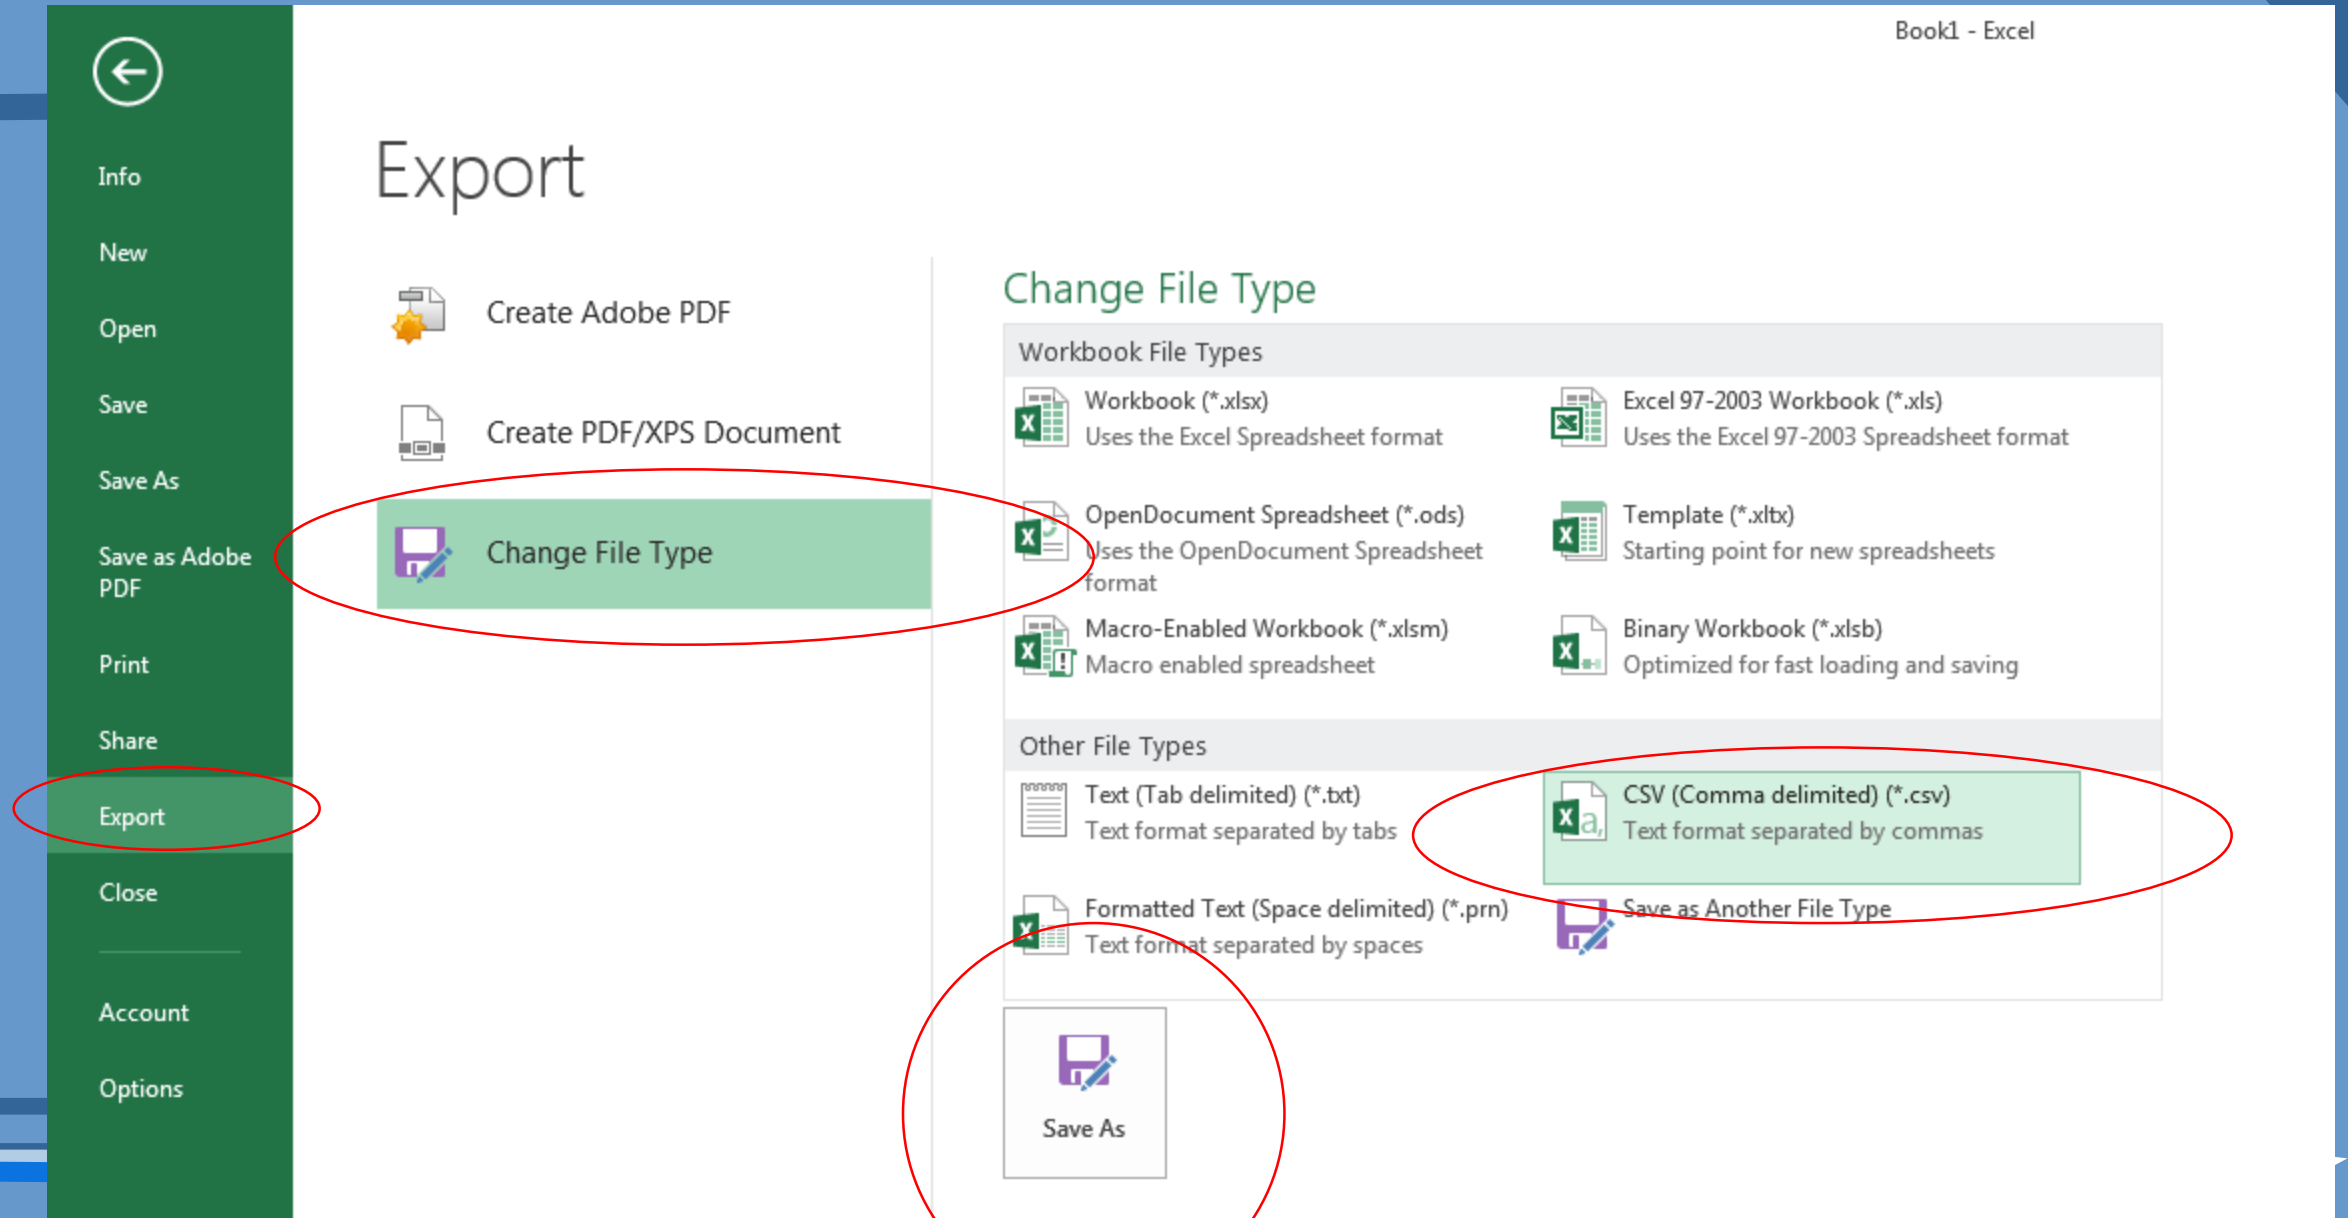 Book1 - Excel
Info
New
Open
Save
Save As
Save as Adobe
PDF
Print
Share
Export
Close
Account
Options
Export
Create Adobe PDF
Create PDF/XPS Document
Change File Type
Change File Type
Workbook File Types
Workbook (*.xlsx)
Uses the Excel Spreadsheet format
Excel 97-2003 Workbook (*.xls)
Uses the Excel 97-2003 Spreadsheet format
OpenDocument Spreadsheet (*.ods)
Uses the OpenDocument Spreadsheet
format
Template (*.xltx)
Starting point for new spreadsheets
Macro-Enabled Workbook (*.xlsm)
Macro enabled spreadsheet
Binary Workbook (*.xlsb)
Optimized for fast loading and saving
Other File Types
Text (Tab delimited) (*.txt)
Text format separated by tabs
CSV (Comma delimited) (*.csv)
Text format separated by commas
Formatted Text (Space delimited) (*.prn)
Text format separated by spaces
Save as Another File Type
Save As